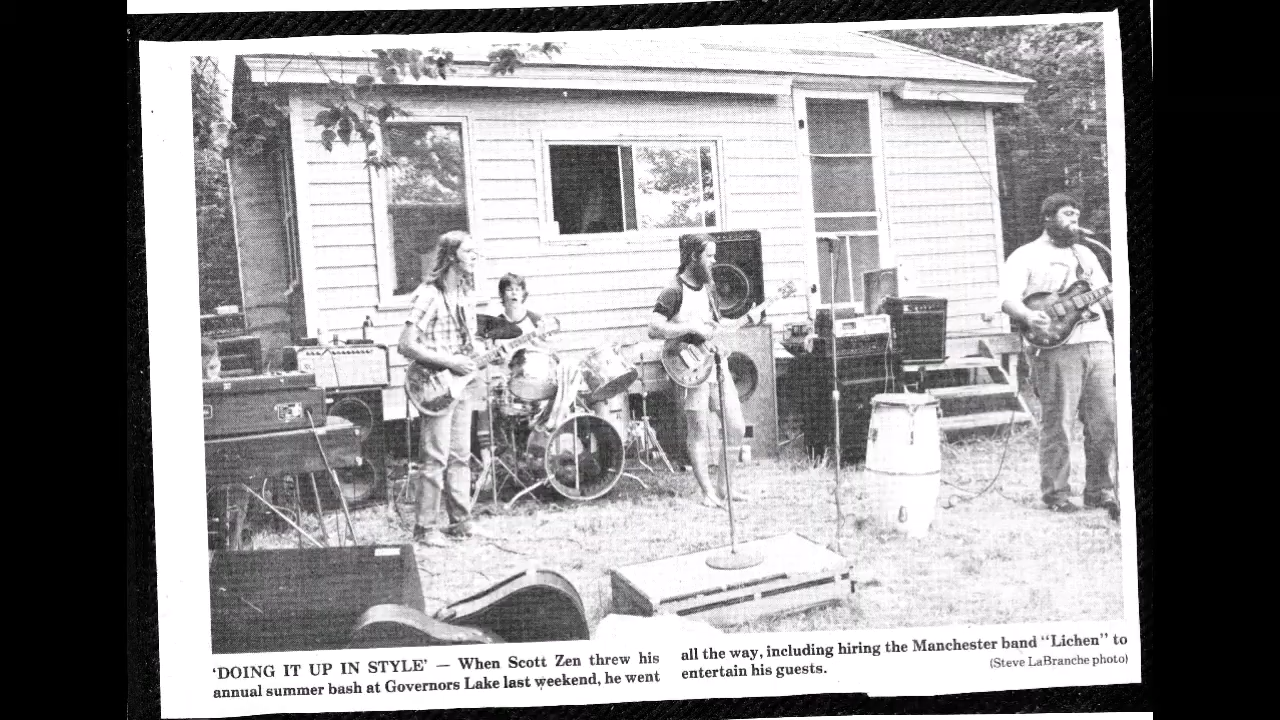 'DOING IT UP IN STYLE' — When Scott Zen threw his
annual summer bash at Governors Lake last weekend, he went
all the way, including hiring the Manchester band "Lichen" to
entertain his guests.
(Steve LaBranche photo)